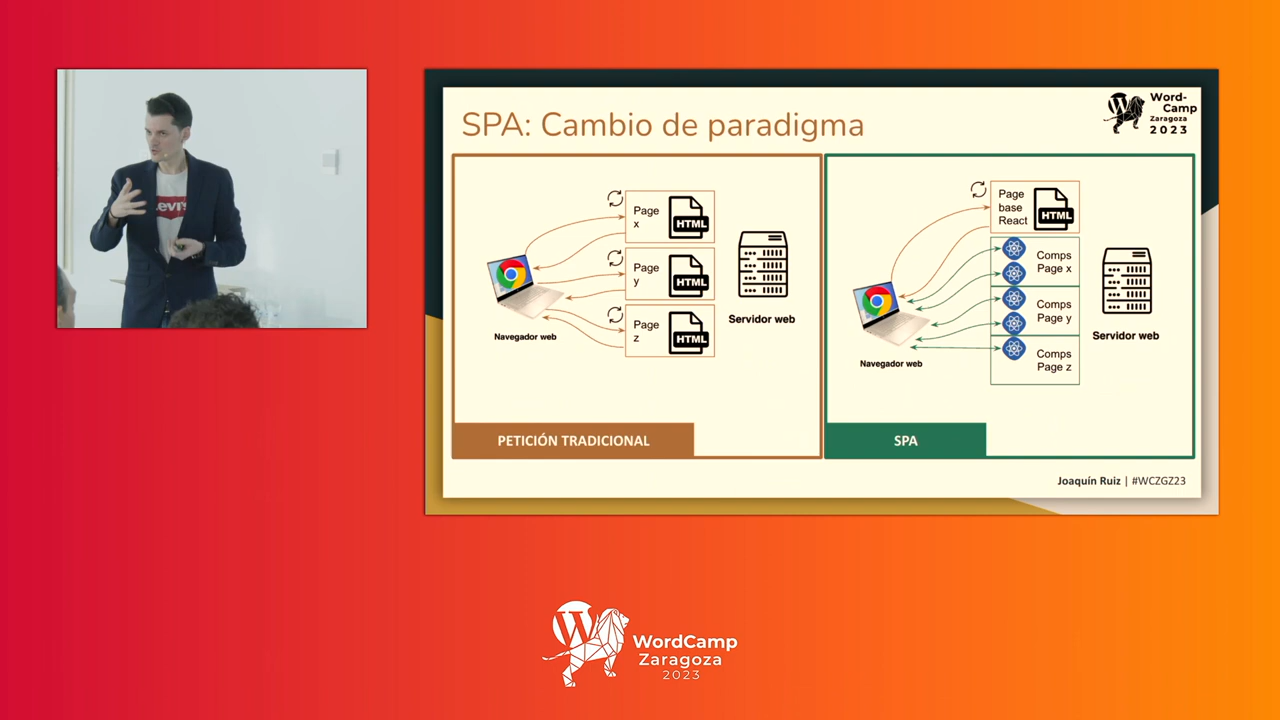 Levi's
SPA: Cambio de paradigma
Word-
Camp
Zaragoza
2023
Page
x
HTML
Page
y
HTML
Page
z
HTML
Navegador web
Servidor web
PETICIÓN TRADICIONAL
Page
base
React
HTML
Comps
Page x
Comps
Page y
Comps
Page z
Navegador web
Servidor web
SPA
Joaquín Ruiz | #WCZGZ23
WordCamp
Zaragoza
2023